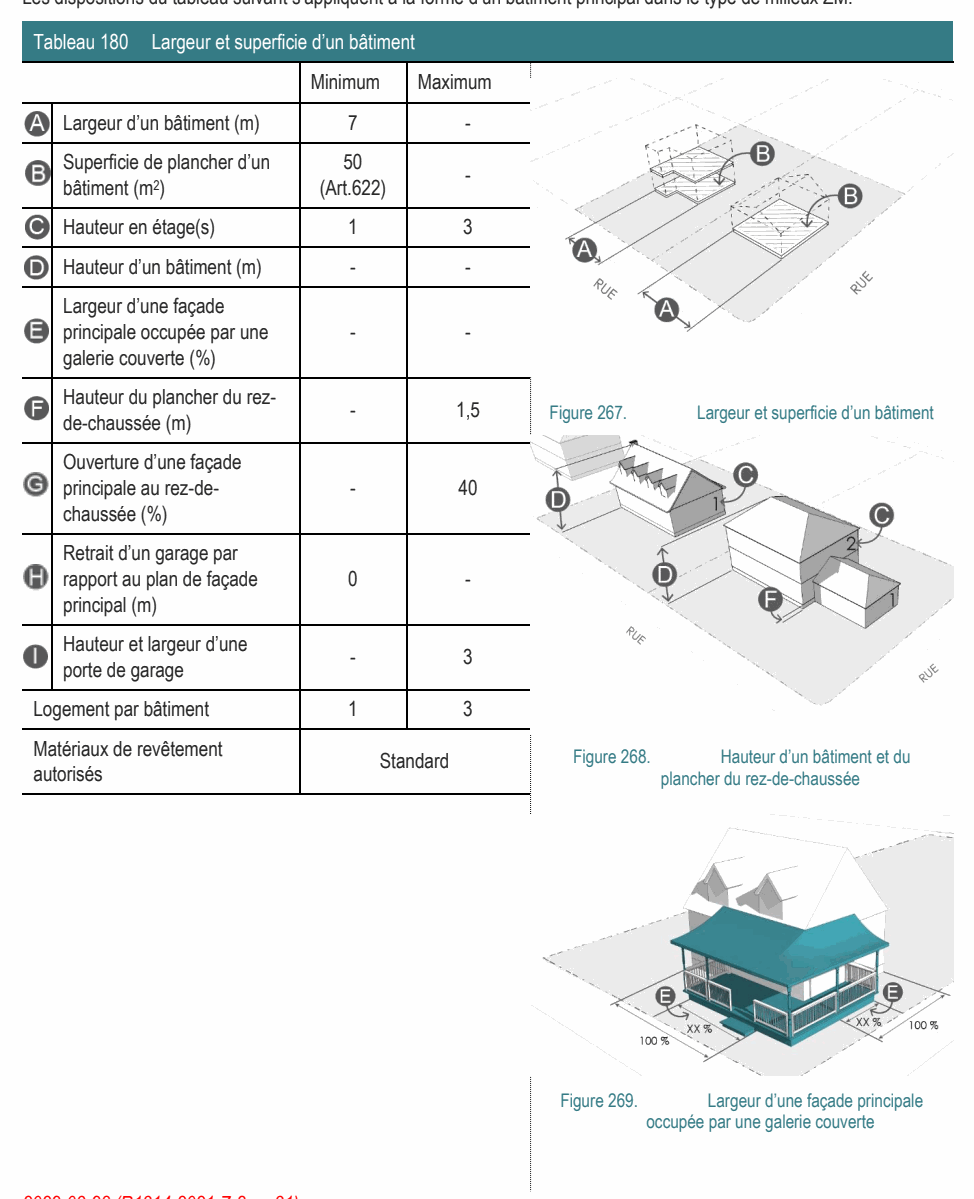 Les dispositions du tableau suivant s'appliquent à la forme d'un bâtiment principal dans le type de milieux ZM.
Tableau 180 Largeur et superficie d'un bâtiment
Minimum Maximum
A Largeur d'un bâtiment (m) 7 -
B Superficie de plancher d'un
bâtiment (m2) 50
(Art.622) -
C Hauteur en étage(s) 1 3
D Hauteur d'un bâtiment (m) - -
E Largeur d'une façade
principale occupée par une
galerie couverte (%) - -
F Hauteur du plancher du rez-
de-chaussée (m) - 1,5
G Ouverture d'une façade
principale au rez-de-
chaussée (%) - 40
H Retrait d'un garage par
rapport au plan de façade
principal (m) 0 -
I Hauteur et largeur d'une
porte de garage - 3
Logement par bâtiment 1 3
Matériaux de revêtement
autorisés Standard
B
B
A
RUE
A
RUE
Figure 267. Largeur et superficie d'un bâtiment
C
D
1
C
2
D
F
1
RUE
RUE
Figure 268. Hauteur d'un bâtiment et du
plancher du rez-de-chaussée
E
E
XX %
100 %
XX %
100 %
Figure 269. Largeur d'une façade principale
occupée par une galerie couverte